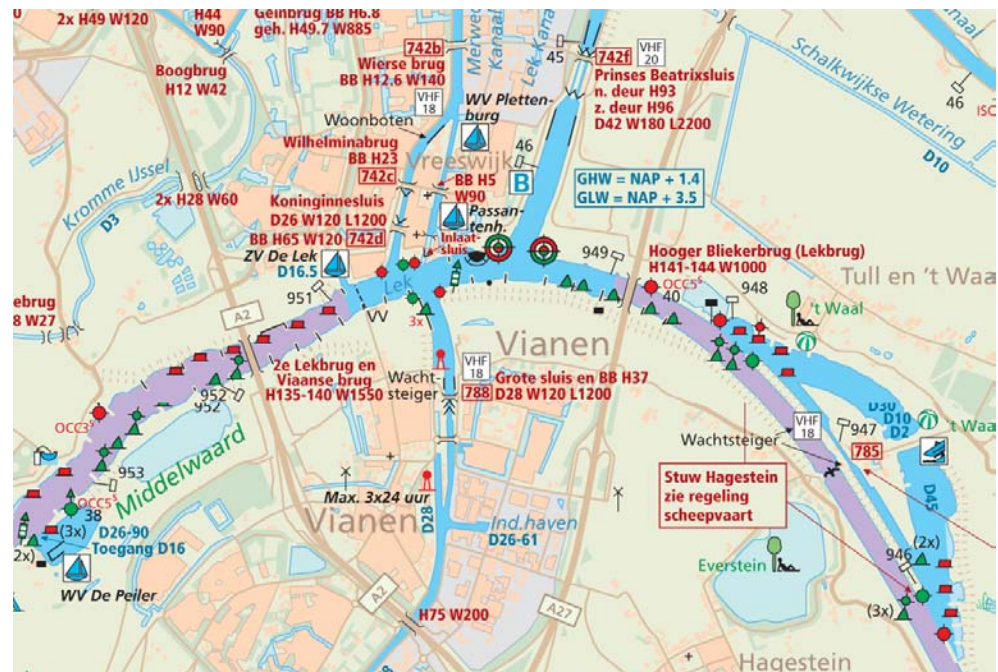 2x H49 W120
H44
W90
Geinbrug BB H6.8
geh. H49.7 W885
Boogbrug
H12 W42
742b
Wierse brug
BB H12.6 W140
VHF
18
Woonboten
Merwede
Kanaal
Lek-Kanaal
45
742f
VHF
20
Prinses Beatrixsluis
n. deur H93
z. deur H96
D42 W180 L2200
Schalkwijkse Wetering
D10
46
WV Pletten-
burg
Wilhelminabrug
BB H23
742c
Vreeswijk
46
B
BB H5
W90
GHW = NAP + 1.4
GLW = NAP + 3.5
Kromme IJssel
D3
2x H28 W60
Koninginnesluis
D26 W120 L1200
BB H65 W120
742d
Passan-
tenh.
Inlaat-
sluis
ZV De Lek
D16.5
949
Hooger Bliekerbrug (Lekbrug)
H141-144 W1000
OCC5ˢ
40
948
Tull en 't Waal
't Waal
951
Lek
A2
3x
8 W27
2e Lekbrug en
Viaanse brug
H135-140 W1550
Vianen
VHF
18
Wacht-
steiger
788
Grote sluis en BB H37
D28 W120 L1200
952
952
OCC3ˢ
Middelwaard
953
OCC5ˢ
38
D30
D10
D2
't Waal
Wachtsteiger
VHF
18
947
785
Stuw Hagestein
zie regeling
scheepvaart
D45
Max. 3x24 uur
Vianen
D28
Ind.haven
D26-61
(3x)
D26-90
Toegang D16
2x)
WV De Peiler
Everstein
946
(2x)
(3x)
A2
H75 W200
A27
Hagestein